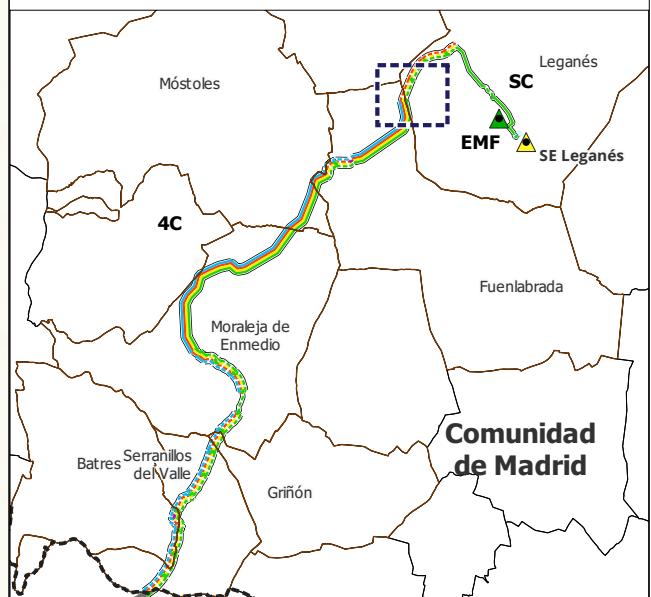 Leganés
SC
Móstoles
EMF
SE Leganés
4C
Fuenlabrada
Moraleja de
Enmedio
Comunidad
de Madrid
Batres
Serranillos
del Valle
Griñón